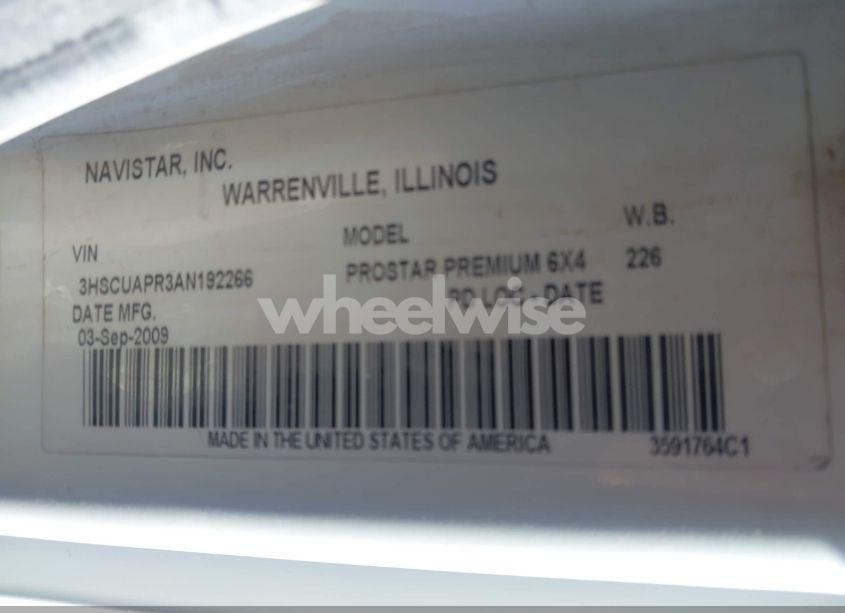 NAVISTAR, INC.
WARRENVILLE, ILLINOIS
VIN MODEL W.B.
3HSCUAPR3AN192266 PROSTAR PREMIUM 6X4 226
DATE MFG. DATE
03-Sep-2009
wheelwise
MADE IN THE UNITED STATES OF AMERICA 3591764C1